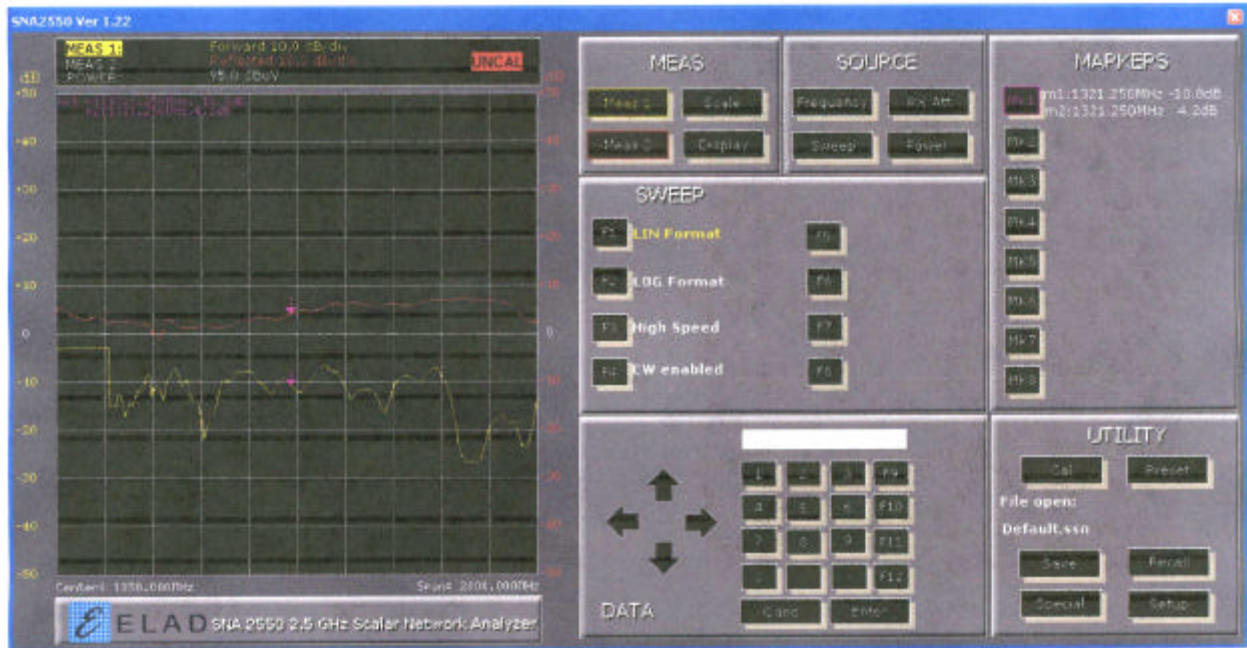 SNA2550 Ver 1.22
MEAS 1: Forward 10.0 dB/div
MEAS 2 Reflected 10.0 dB/div
POWER: 95.0 dBuV
UNCAL
+40
+30
+20
+10
0
-10
-20
-30
-40
-50
Center: 1350.000MHz
ELAD SNA 2550 2.5 GHz Scalar Network Analyzer
MEAS
Meas 1 Scale
Meas 2 Display
SOURCE
Frequency RX Att.
Sweep Power
MARKERS
Mk1 m1:1321.250MHz -10.0dB
m2:1321.250MHz 4.2dB
Mk2
Mk3
Mk4
Mk5
Mk6
Mk7
Mk8
SWEEP
F1 LIN Format F5
F2 LOG Format F6
F3 High Speed F7
F4 CW enabled F8
1 2 3 F9
4 5 6 F10
7 8 9 F11
F12
Enter
DATA
UTILITY
Cal Preset
File open:
Default.ssn
Save Recall
Special Setup